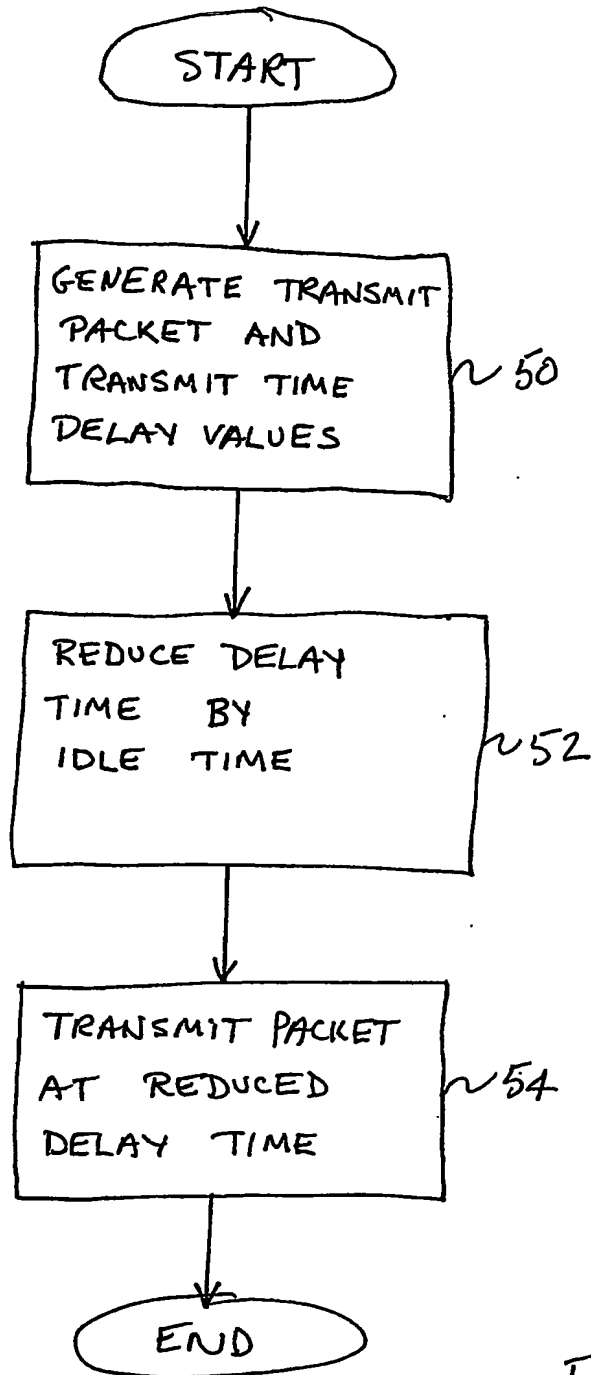 START
GENERATE TRANSMIT
PACKET AND
TRANSMIT TIME
DELAY VALUES
50
REDUCE DELAY
TIME BY
IDLE TIME
52
TRANSMIT PACKET
AT REDUCED
DELAY TIME
54
END